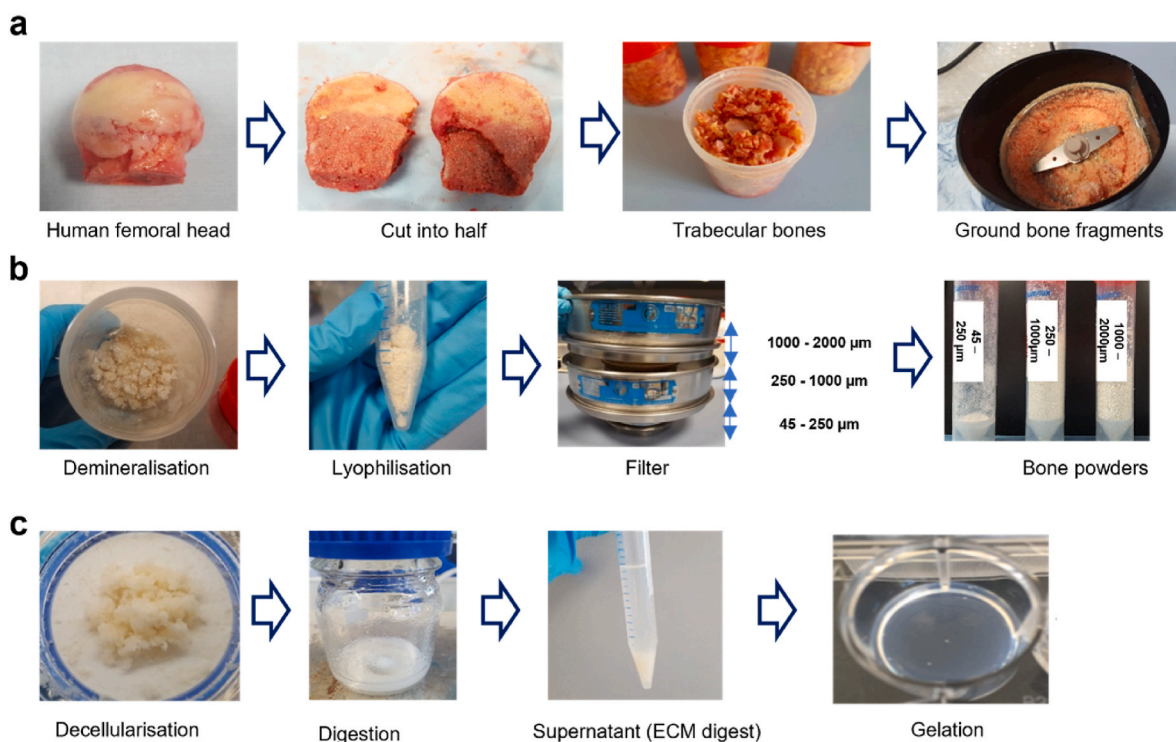 a
Human femoral head
Cut into half
Trabecular bones
Ground bone fragments
b
1000 - 2000 µm
250 - 1000 µm
45 - 250 µm
45 –
250 µm
250 –
1000µm
1000 –
2000µm
Demineralisation
Lyophilisation
Filter
Bone powders
c
Decellularisation
Digestion
Supernatant (ECM digest)
Gelation